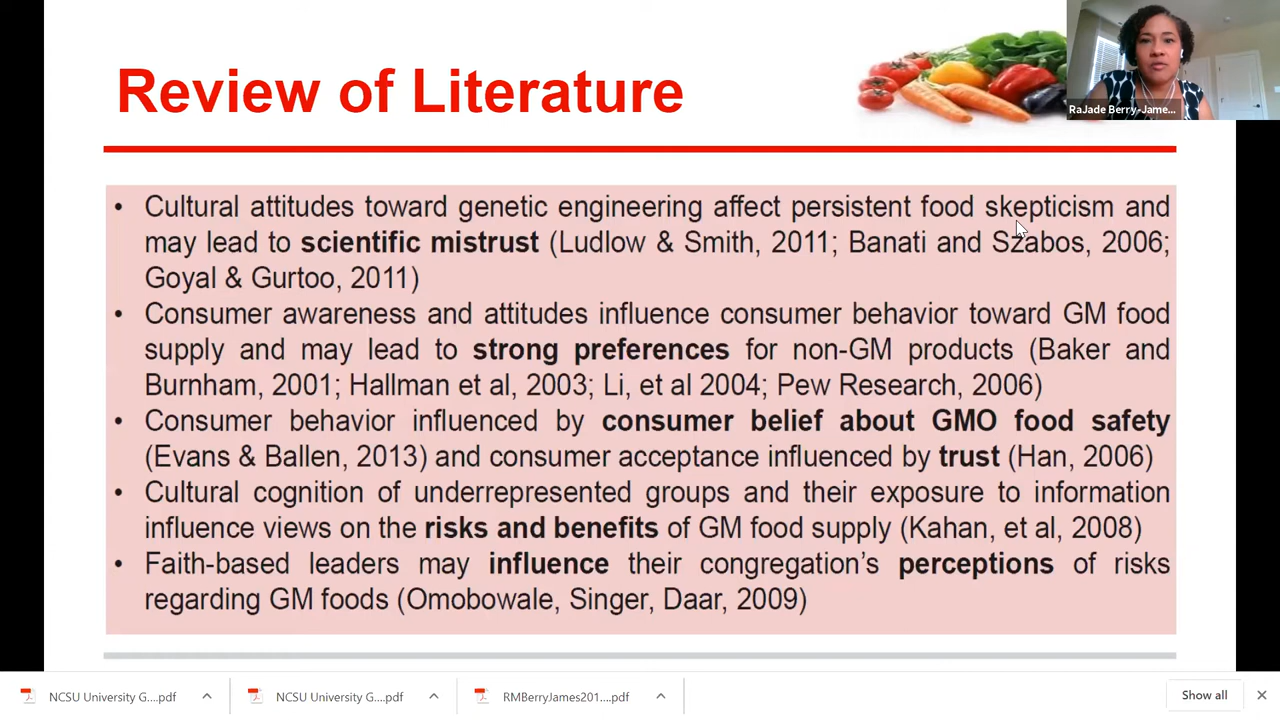 Review of Literature
RaJade Berry-Jame...
• Cultural attitudes toward genetic engineering affect persistent food skepticism and
may lead to scientific mistrust (Ludlow & Smith, 2011; Banati and Szabos, 2006;
Goyal & Gurtoo, 2011)
• Consumer awareness and attitudes influence consumer behavior toward GM food
supply and may lead to strong preferences for non-GM products (Baker and
Burnham, 2001; Hallman et al, 2003; Li, et al 2004; Pew Research, 2006)
• Consumer behavior influenced by consumer belief about GMO food safety
(Evans & Ballen, 2013) and consumer acceptance influenced by trust (Han, 2006)
• Cultural cognition of underrepresented groups and their exposure to information
influence views on the risks and benefits of GM food supply (Kahan, et al, 2008)
• Faith-based leaders may influence their congregation's perceptions of risks
regarding GM foods (Omobowale, Singer, Daar, 2009)
NCSU University G....pdf
NCSU University G....pdf
RMBerryJames201....pdf
Show all